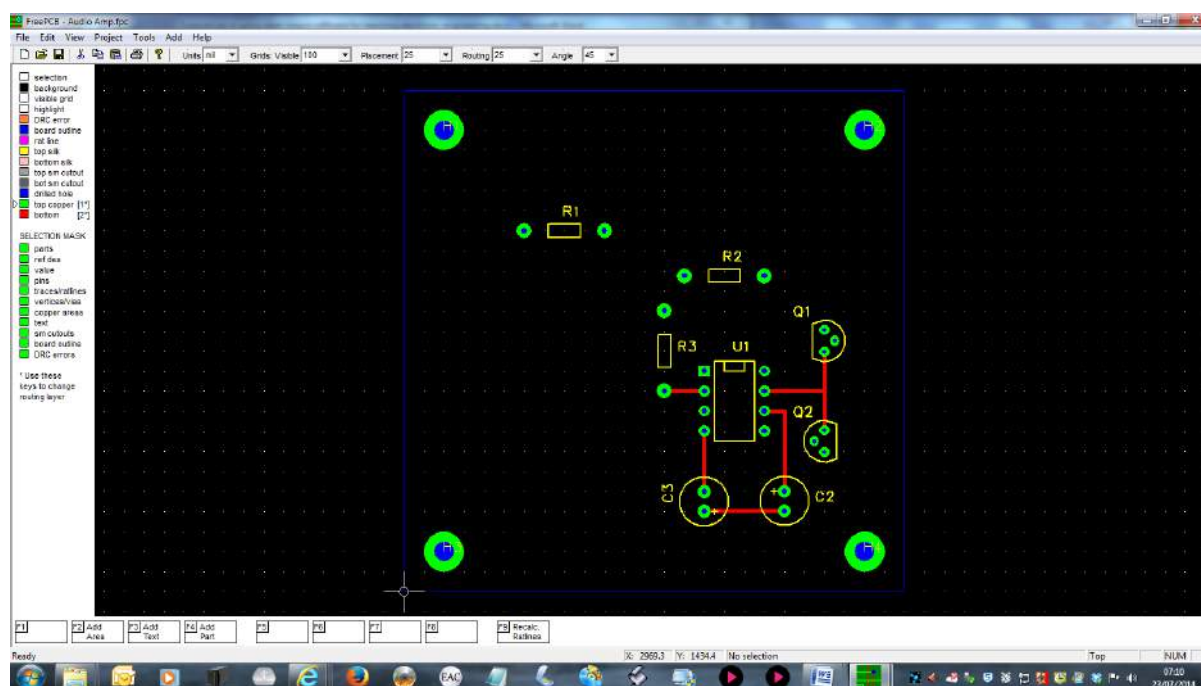 FreePCB - Audio Amp.fpc
File Edit View Project Tools Add Help
Units mil Grids: Visible 100 Placement 25 Routing 25 Angle 45
selection
background
visible grid
highlight
DRC error
board outline
rat line
top silk
bottom silk
top sm cutout
bot sm cutout
drilled hole
top copper [1*]
bottom [2*]
SELECTION MASK
parts
ref des
value
pins
traces/ratlines
vertices/vias
copper areas
text
sm cutouts
board outline
DRC errors
* Use these
keys to change
routing layer
R1
R2
Q1
R3 U1
Q2
C3 + + C2
F1 F2 Add Area F3 Add Text F4 Add Part F5 F6 F7 F8 F9 Recalc. Ratlines
Ready X: 2969.3 Y: 1434.4 No selection Top NUM
EAC
07:10
23/07/2014